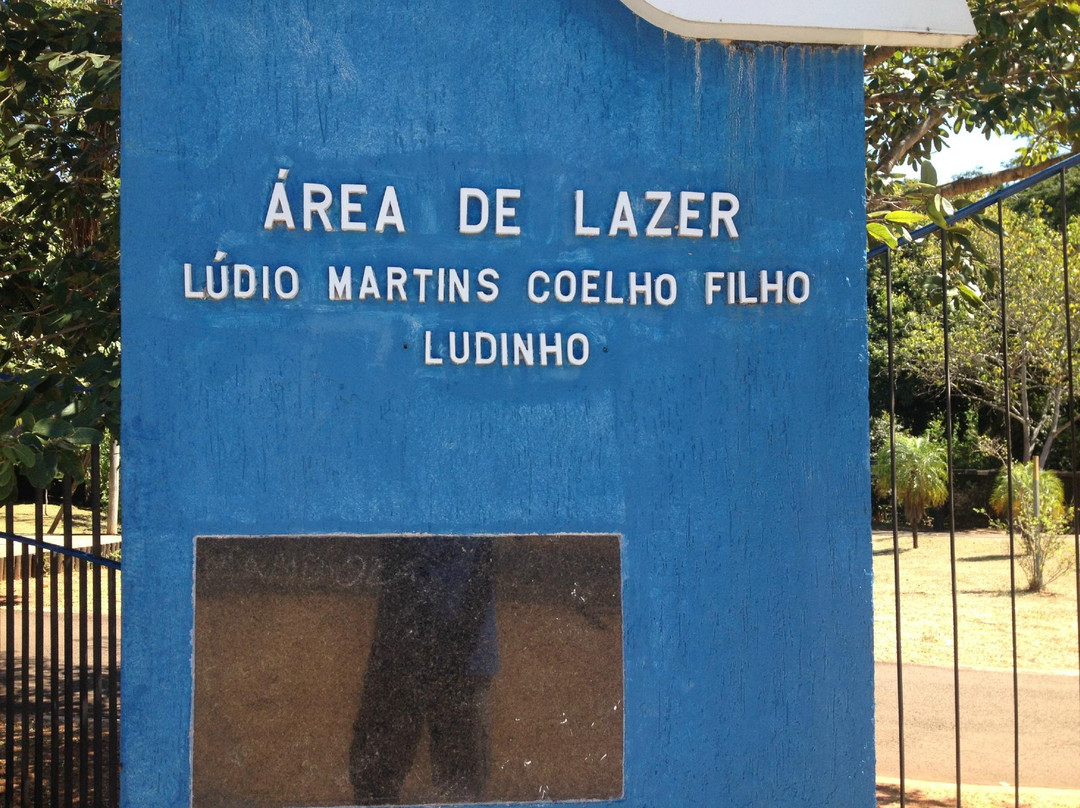 ÁREA DE LAZER
LÚDIO MARTINS COELHO FILHO
LUDINHO